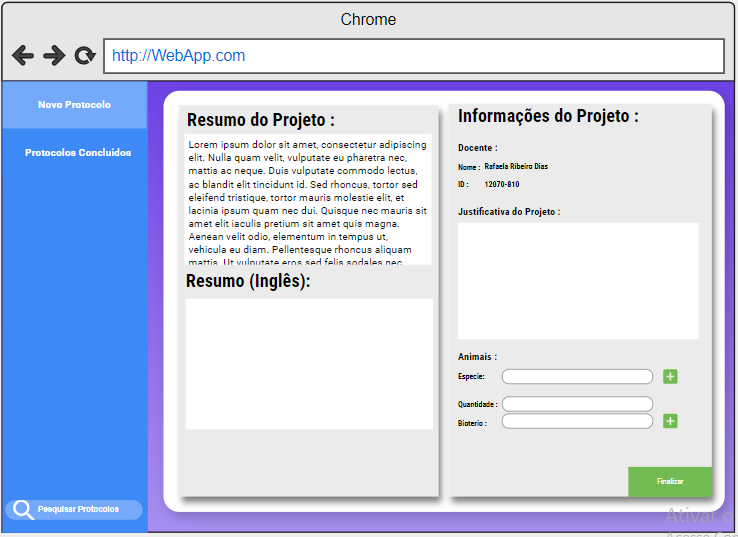 Chrome
http://WebApp.com
Novo Protocolo
Protocolos Concluidos
Pesquisar Protocolos
Resumo do Projeto :
Lorem ipsum dolor sit amet, consectetur adipiscing
elit. Nulla quam velit, vulputate eu pharetra nec,
mattis ac neque. Duis vulputate commodo lectus,
ac blandit elit tincidunt id. Sed rhoncus, tortor sed
eleifend tristique, tortor mauris molestie elit, et
lacinia ipsum quam nec dui. Quisque nec mauris sit
amet elit iaculis pretium sit amet quis magna.
Aenean velit odio, elementum in tempus ut,
vehicula eu diam. Pellentesque rhoncus aliquam
mattis. Ut vulputate eros sed felis sodales nec
Resumo (Inglês):
Informações do Projeto :
Docente :
Nome : Rafaela Ribeiro Dias
ID : 12070-810
Justificativa do Projeto :
Animais :
Especie:
Quantidade :
Bioterio :
Finalizar
Ativar o